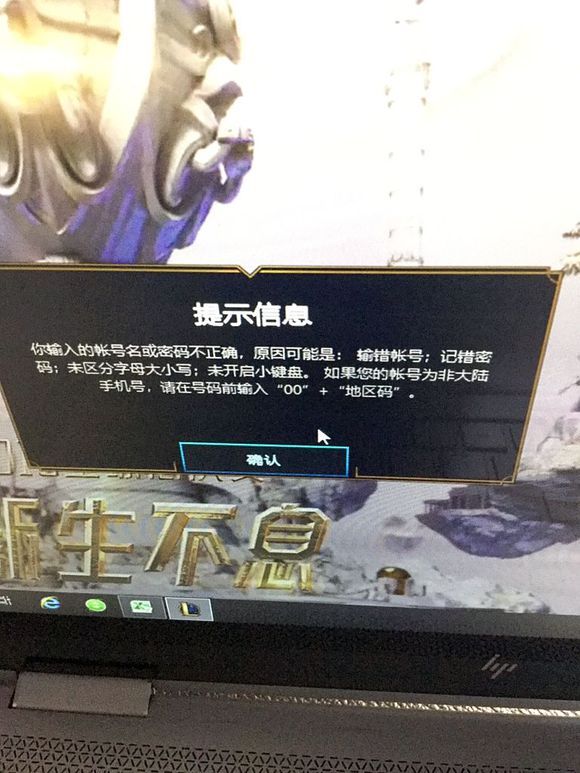 提示信息
你输入的帐号名或密码不正确，原因可能是： 输错帐号；记错密
码；未区分字母大小写；未开启小键盘。 如果您的帐号为非大陆
手机号，请在号码前输入“00”+“地区码”。
确认
生不息
hp